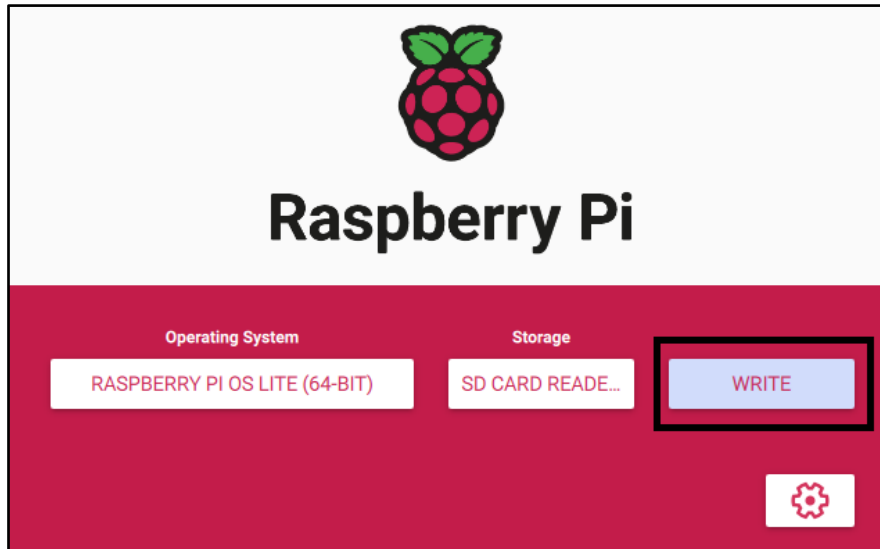 Raspberry Pi
Operating System
Storage
RASPBERRY PI OS LITE (64-BIT)
SD CARD READE...
WRITE